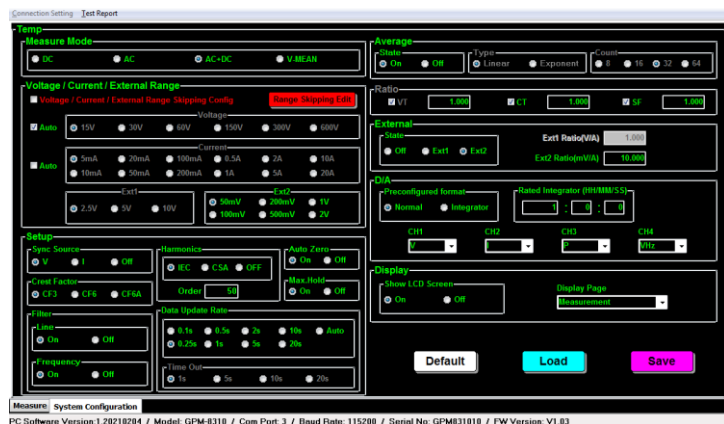 Connection Setting Test Report
Temp
Measure Mode
DC AC AC+DC V-MEAN
Voltage / Current / External Range
Voltage / Current / External Range Skipping Config Range Skipping Edit
Voltage
Auto 15V 30V 60V 150V 300V 600V
Current
Auto 5mA 20mA 100mA 0.5A 2A 10A
10mA 50mA 200mA 1A 5A 20A
Ext1
2.5V 5V 10V
Ext2
50mV 200mV 1V
100mV 500mV 2V
Setup
Sync Source
V I Off
Crest Factor
CF3 CF6 CF6A
Filter
Line
On Off
Frequency
On Off
Harmonics
IEC CSA OFF
Order 50
Auto Zero
On Off
Max.Hold
On Off
Data Update Rate
0.1s 0.5s 2s 10s Auto
0.25s 1s 5s 20s
Time Out
1s 5s 10s 20s
Average
State
On Off
Type
Linear Exponent
Count
8 16 32 64
Ratio
VT 1.000 CT 1.000 SF 1.000
External
State
Off Ext1 Ext2
Ext1 Ratio(V/A) 1.000
Ext2 Ratio(mV/A) 10.000
D/A
Preconfigured format
Normal Integrator
Rated Integrator (HH/MM/SS)
1 : 0 : 0
CH1 CH2 CH3 CH4
V I P VHz
Display
Show LCD Screen
On Off
Display Page
Measurement
Default Load Save
Measure System Configuration
PC Software Version:1.20210204 / Model: GPM-8310 / Com Port: 3 / Baud Rate: 115200 / Serial No: GPM831010 / FW Version: V1.03